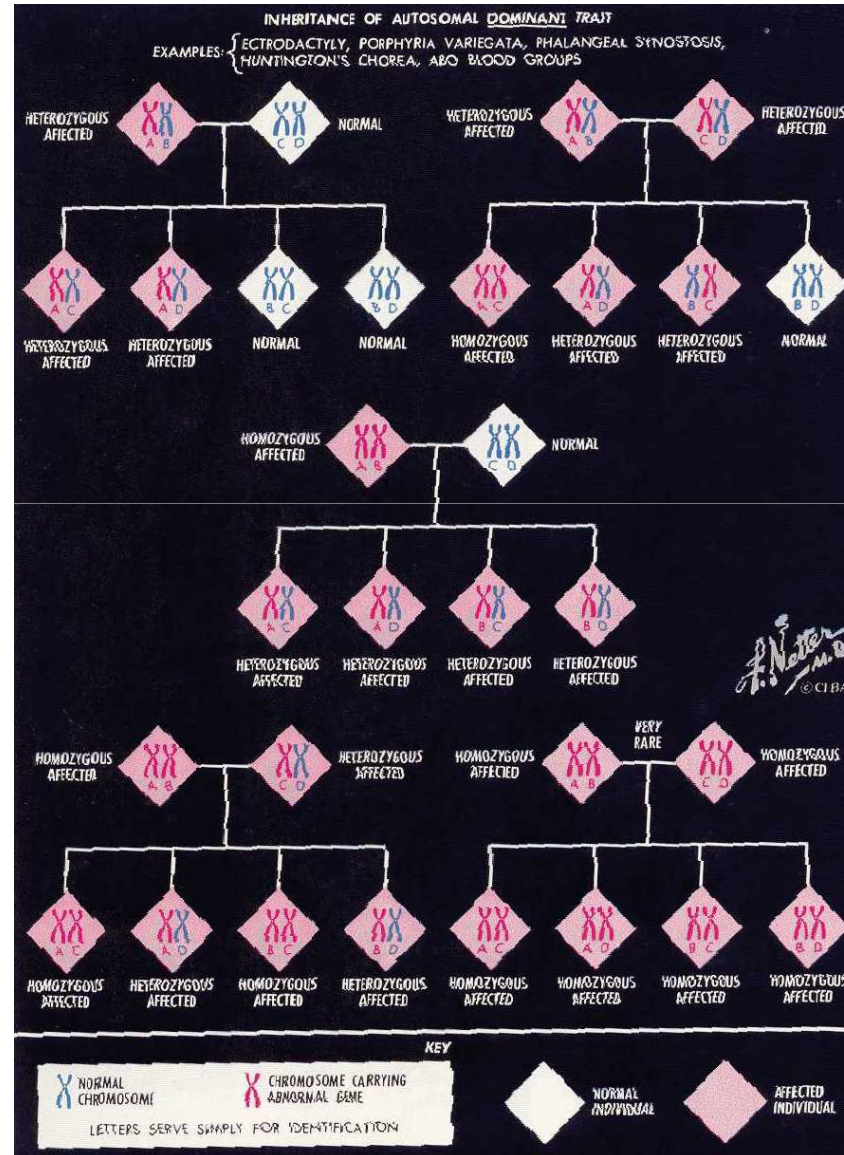 INHERITANCE OF AUTOSOMAL DOMINANT TRAIT
EXAMPLES: ECTRODACTYLY, PORPHYRIA VARIEGATA, PHALANGEAL SYNOSTOSIS,
HUNTINGTON'S CHOREA, ABO BLOOD GROUPS
HETEROZYGOUS
AFFECTED
A B
C D
NORMAL
HETEROZYGOUS
AFFECTED
A B
C D
HETEROZYGOUS
AFFECTED
A C
HETEROZYGOUS
AFFECTED
A D
HETEROZYGOUS
AFFECTED
B C
NORMAL
B D
NORMAL
A C
HOMOZYGOUS
AFFECTED
A D
HETEROZYGOUS
AFFECTED
B C
HETEROZYGOUS
AFFECTED
B D
NORMAL
HOMOZYGOUS
AFFECTED
A B
C D
NORMAL
A C
HETEROZYGOUS
AFFECTED
A D
HETEROZYGOUS
AFFECTED
B C
HETEROZYGOUS
AFFECTED
B D
HETEROZYGOUS
AFFECTED
F. Netter
M.D.
© CIBA
HOMOZYGOUS
AFFECTED
A B
C D
HETEROZYGOUS
AFFECTED
HOMOZYGOUS
AFFECTED
A B
VERY
RARE
C D
HOMOZYGOUS
AFFECTED
A C
HOMOZYGOUS
AFFECTED
A D
HETEROZYGOUS
AFFECTED
B C
HOMOZYGOUS
AFFECTED
B D
HETEROZYGOUS
AFFECTED
A C
HOMOZYGOUS
AFFECTED
A D
HOMOZYGOUS
AFFECTED
B C
HOMOZYGOUS
AFFECTED
B D
HOMOZYGOUS
AFFECTED
KEY
NORMAL
CHROMOSOME
CHROMOSOME CARRYING
ABNORMAL GENE
LETTERS SERVE SIMPLY FOR IDENTIFICATION
NORMAL
INDIVIDUAL
AFFECTED
INDIVIDUAL